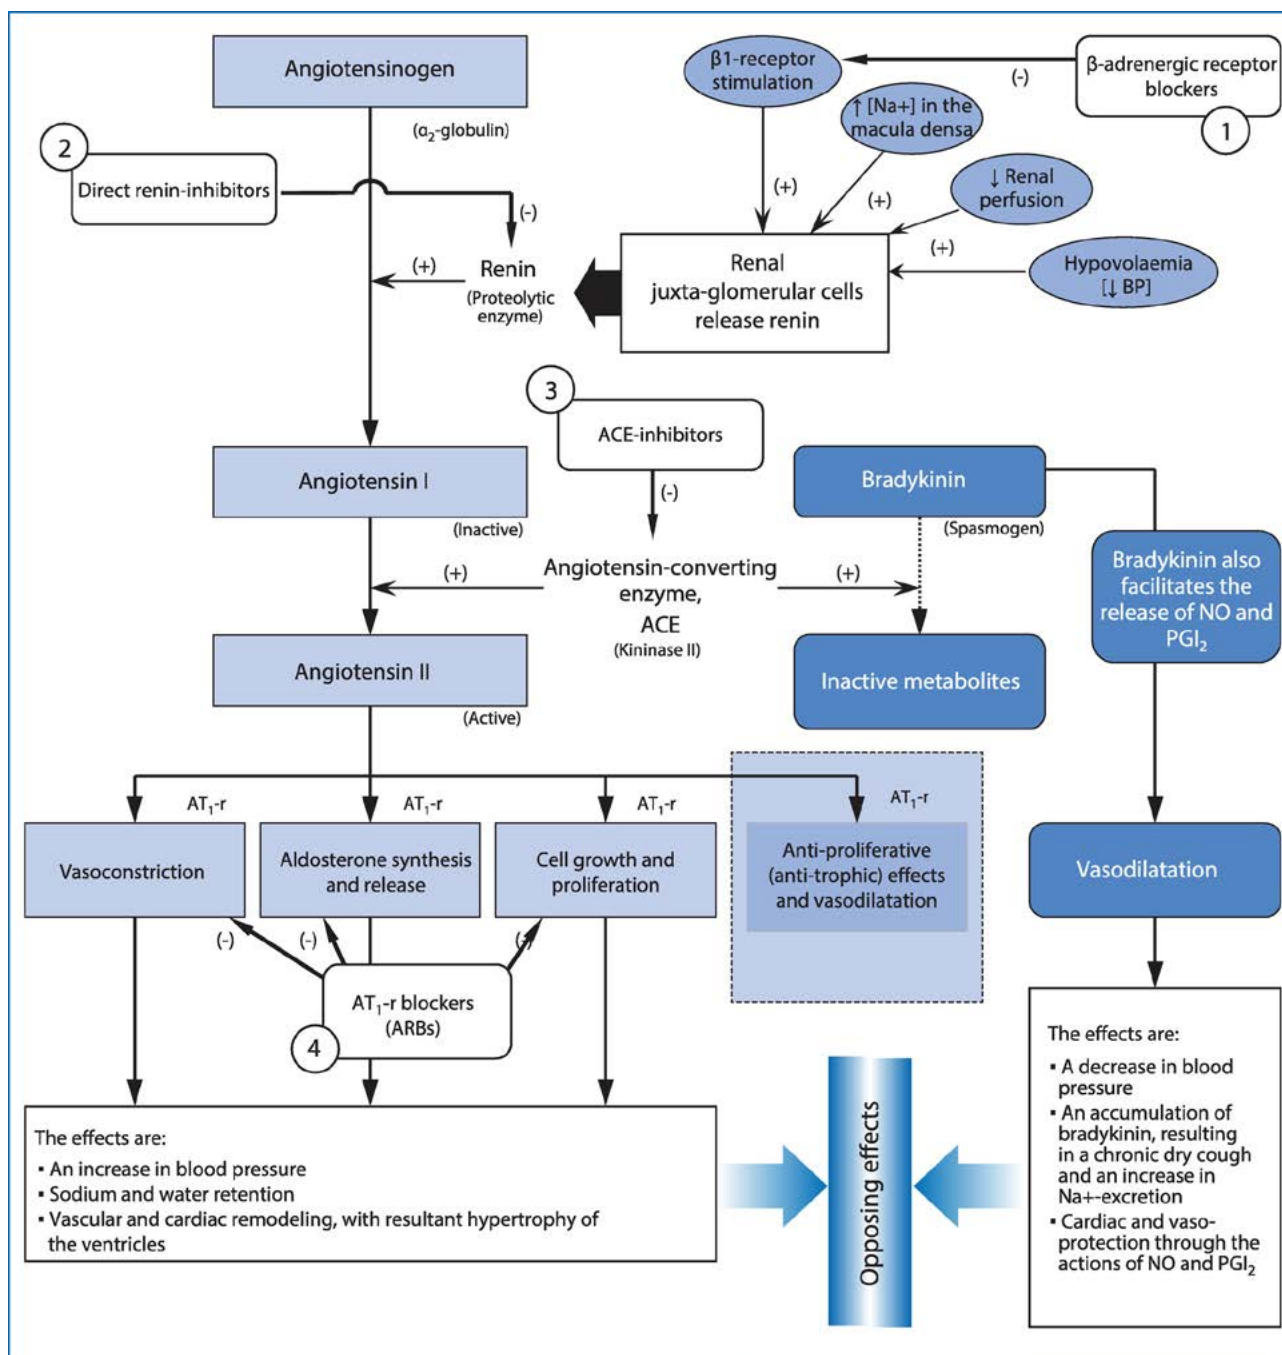 Angiotensinogen
(α₂-globulin)
β1-receptor
stimulation
(-)
β-adrenergic receptor
blockers
1
↑ [Na+] in the
macula densa
2
Direct renin-inhibitors
(-)
(+)
(+)
↓ Renal
perfusion
(+)
Hypovolaemia
[↓ BP]
(+)
Renin
(Proteolytic
enzyme)
Renal
juxta-glomerular cells
release renin
3
ACE-inhibitors
(-)
Angiotensin I
(Inactive)
Bradykinin
(Spasmogen)
(+)
Angiotensin-converting
enzyme,
ACE
(Kininase II)
(+)
Bradykinin also
facilitates the
release of NO and
PGI₂
Angiotensin II
(Active)
Inactive metabolites
AT₁-r
AT₁-r
AT₁-r
AT₁-r
Vasoconstriction
Aldosterone synthesis
and release
Cell growth and
proliferation
Anti-proliferative
(anti-trophic) effects
and vasodilatation
Vasodilatation
(-)
(-)
(-)
AT₁-r blockers
(ARBs)
4
The effects are:
▪ An increase in blood pressure
▪ Sodium and water retention
▪ Vascular and cardiac remodeling, with resultant hypertrophy of
the ventricles
Opposing effects
The effects are:
▪ A decrease in blood
pressure
▪ An accumulation of
bradykinin, resulting
in a chronic dry cough
and an increase in
Na+-excretion
▪ Cardiac and vaso-
protection through the
actions of NO and PGI₂